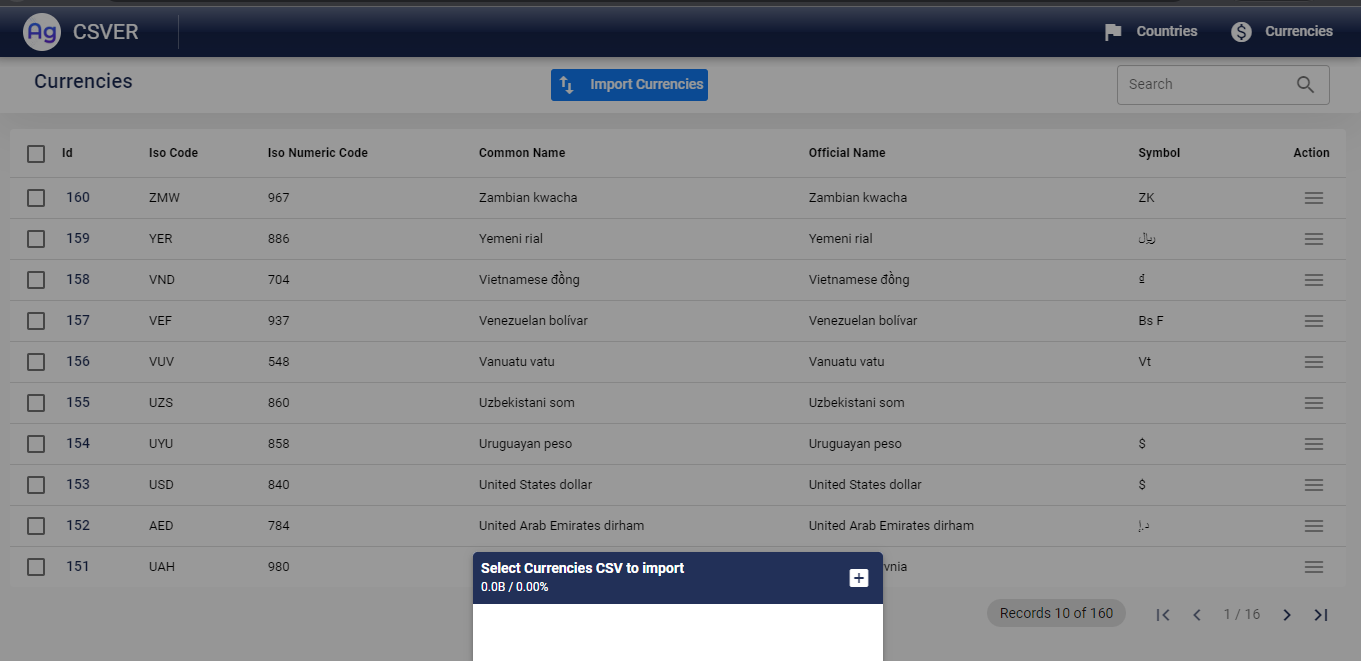 Ag CSVER Countries Currencies
Currencies Import Currencies Search
Id Iso Code Iso Numeric Code Common Name Official Name Symbol Action
160 ZMW 967 Zambian kwacha Zambian kwacha ZK
159 YER 886 Yemeni rial Yemeni rial ريال
158 VND 704 Vietnamese đồng Vietnamese đồng ₫
157 VEF 937 Venezuelan bolívar Venezuelan bolívar Bs F
156 VUV 548 Vanuatu vatu Vanuatu vatu Vt
155 UZS 860 Uzbekistani som Uzbekistani som
154 UYU 858 Uruguayan peso Uruguayan peso $
153 USD 840 United States dollar United States dollar $
152 AED 784 United Arab Emirates dirham United Arab Emirates dirham د.إ
151 UAH 980 vnia
Select Currencies CSV to import
0.0B / 0.00%
Records 10 of 160 1 / 16